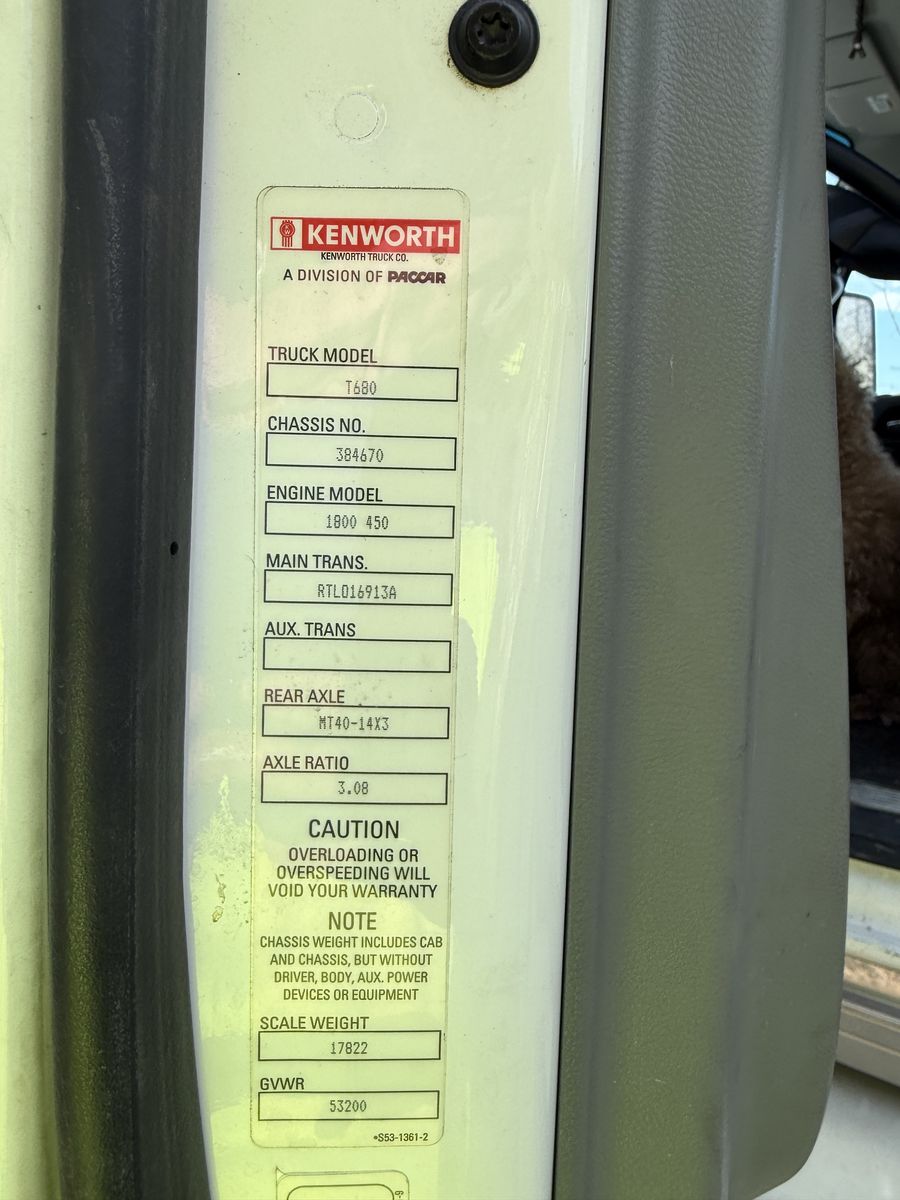 KENWORTH
KENWORTH TRUCK CO.
A DIVISION OF PACCAR
TRUCK MODEL
T680
CHASSIS NO.
384670
ENGINE MODEL
1800 450
MAIN TRANS.
RTLO16913A
AUX. TRANS
REAR AXLE
MT40-14X3
AXLE RATIO
3.08
CAUTION
OVERLOADING OR
OVERSPEEDING WILL
VOID YOUR WARRANTY
NOTE
CHASSIS WEIGHT INCLUDES CAB
AND CHASSIS, BUT WITHOUT
DRIVER, BODY, AUX. POWER
DEVICES OR EQUIPMENT
SCALE WEIGHT
17822
GVWR
53200
•S53-1361-2